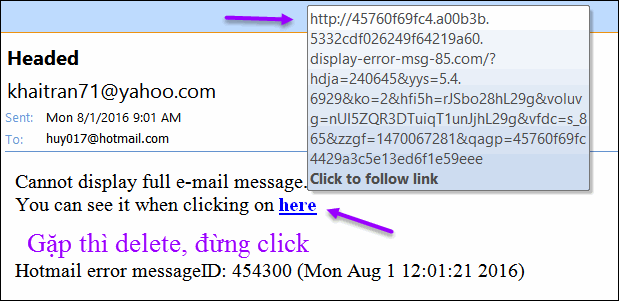 http://45760f69fc4.a00b3b.
5332cdf026249f64219a60.
display-error-msg-85.com/?
hdja=240645&yys=5.4.
6929&ko=2&hfi5h=rJSbo28hL29g&voluv
g=nUI5ZQR3DTuiqT1unJjhL29g&vfdc=s_8
65&zzgf=1470067281&qagp=45760f69fc
4429a3c5e13ed6f1e59eee
Click to follow link
Headed
khaitran71@yahoo.com
Sent: Mon 8/1/2016 9:01 AM
To: huy017@hotmail.com
Cannot display full e-mail message.
You can see it when clicking on here
Gặp thì delete, đừng click
Hotmail error messageID: 454300 (Mon Aug 1 12:01:21 2016)